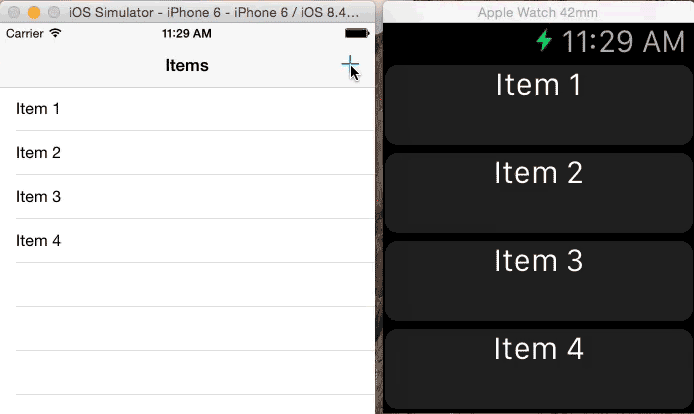 iOS Simulator - iPhone 6 - iPhone 6 / iOS 8.4...
Carrier 11:29 AM
Items
Item 1
Item 2
Item 3
Item 4
Apple Watch 42mm
11:29 AM
Item 1
Item 2
Item 3
Item 4